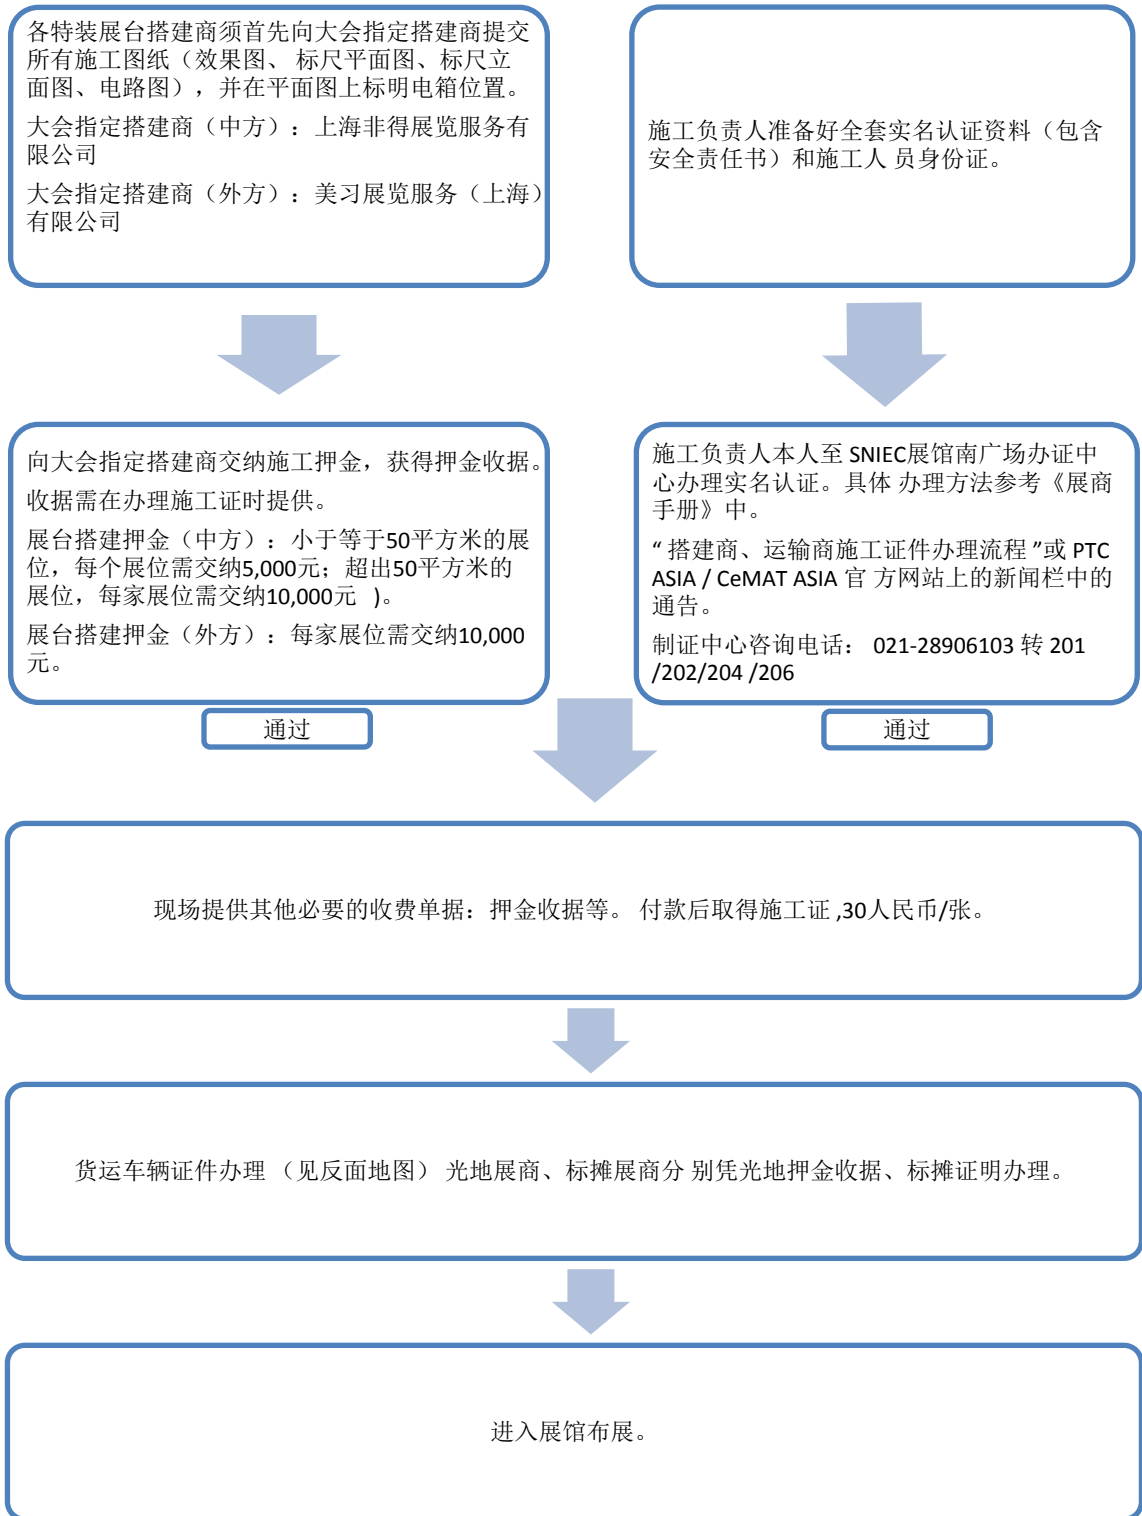 各特装展台搭建商须首先向大会指定搭建商提交
所有施工图纸（效果图、 标尺平面图、标尺立
面图、电路图），并在平面图上标明电箱位置。
大会指定搭建商（中方）：上海非得展览服务有
限公司
大会指定搭建商（外方）：美习展览服务（上海）
有限公司
施工负责人准备好全套实名认证资料（包含
安全责任书）和施工人 员身份证。
向大会指定搭建商交纳施工押金，获得押金收据。
收据需在办理施工证时提供。
展台搭建押金（中方）：小于等于50平方米的展
位，每个展位需交纳5,000元；超出50平方米的
展位，每家展位需交纳10,000元 )。
展台搭建押金（外方）：每家展位需交纳10,000
元。
施工负责人本人至 SNIEC展馆南广场办证中
心办理实名认证。具体 办理方法参考《展商
手册》中。
“ 搭建商、运输商施工证件办理流程 ”或 PTC
ASIA / CeMAT ASIA 官 方网站上的新闻栏中的
通告。
制证中心咨询电话： 021-28906103 转 201
/202/204 /206
通过
通过
现场提供其他必要的收费单据：押金收据等。 付款后取得施工证 ,30人民币/张。
货运车辆证件办理 （见反面地图） 光地展商、标摊展商分 别凭光地押金收据、标摊证明办理。
进入展馆布展。